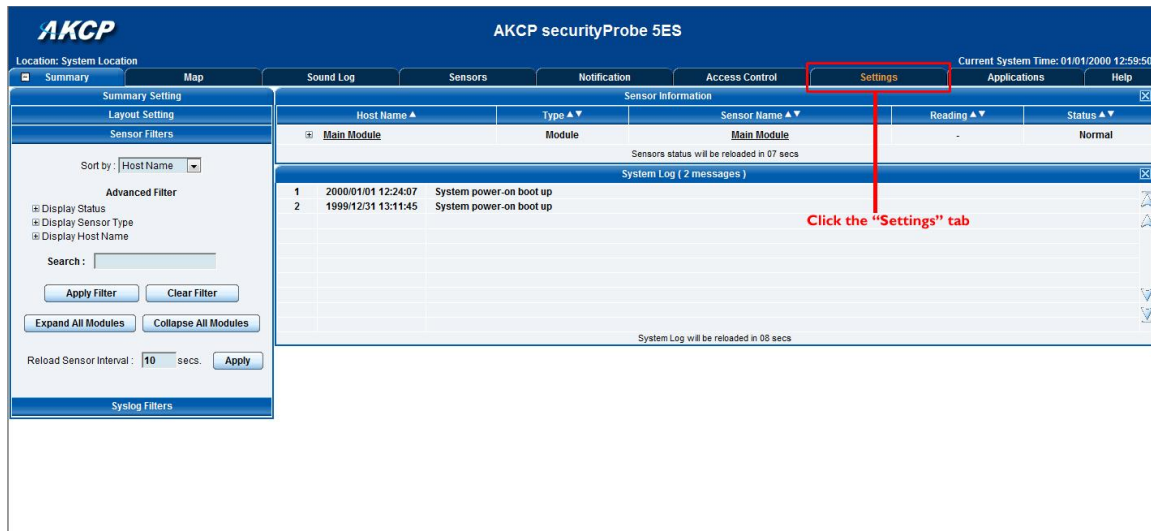 AKCP
AKCP securityProbe 5ES
Location: System Location
Current System Time: 01/01/2000 12:59:50
Summary Map Sound Log Sensors Notification Access Control Settings Applications Help
Summary Setting
Layout Setting
Sensor Filters
Sort by : Host Name
Advanced Filter
Display Status
Display Sensor Type
Display Host Name
Search :
Apply Filter Clear Filter
Expand All Modules Collapse All Modules
Reload Sensor Interval : 10 secs. Apply
Syslog Filters
Sensor Information
Host Name Type Sensor Name Reading Status
Main Module Module Main Module - Normal
Sensors status will be reloaded in 07 secs
System Log ( 2 messages )
1 2000/01/01 12:24:07 System power-on boot up
2 1999/12/31 13:11:45 System power-on boot up
Click the “Settings” tab
System Log will be reloaded in 08 secs